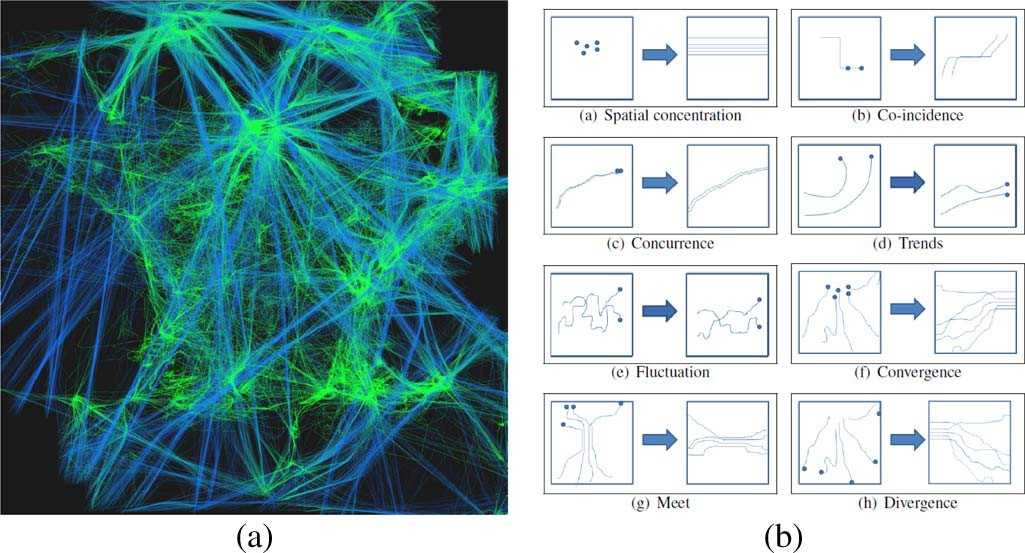 (a) Spatial concentration
(b) Co-incidence
(c) Concurrence
(d) Trends
(e) Fluctuation
(f) Convergence
(g) Meet
(h) Divergence
(a)
(b)